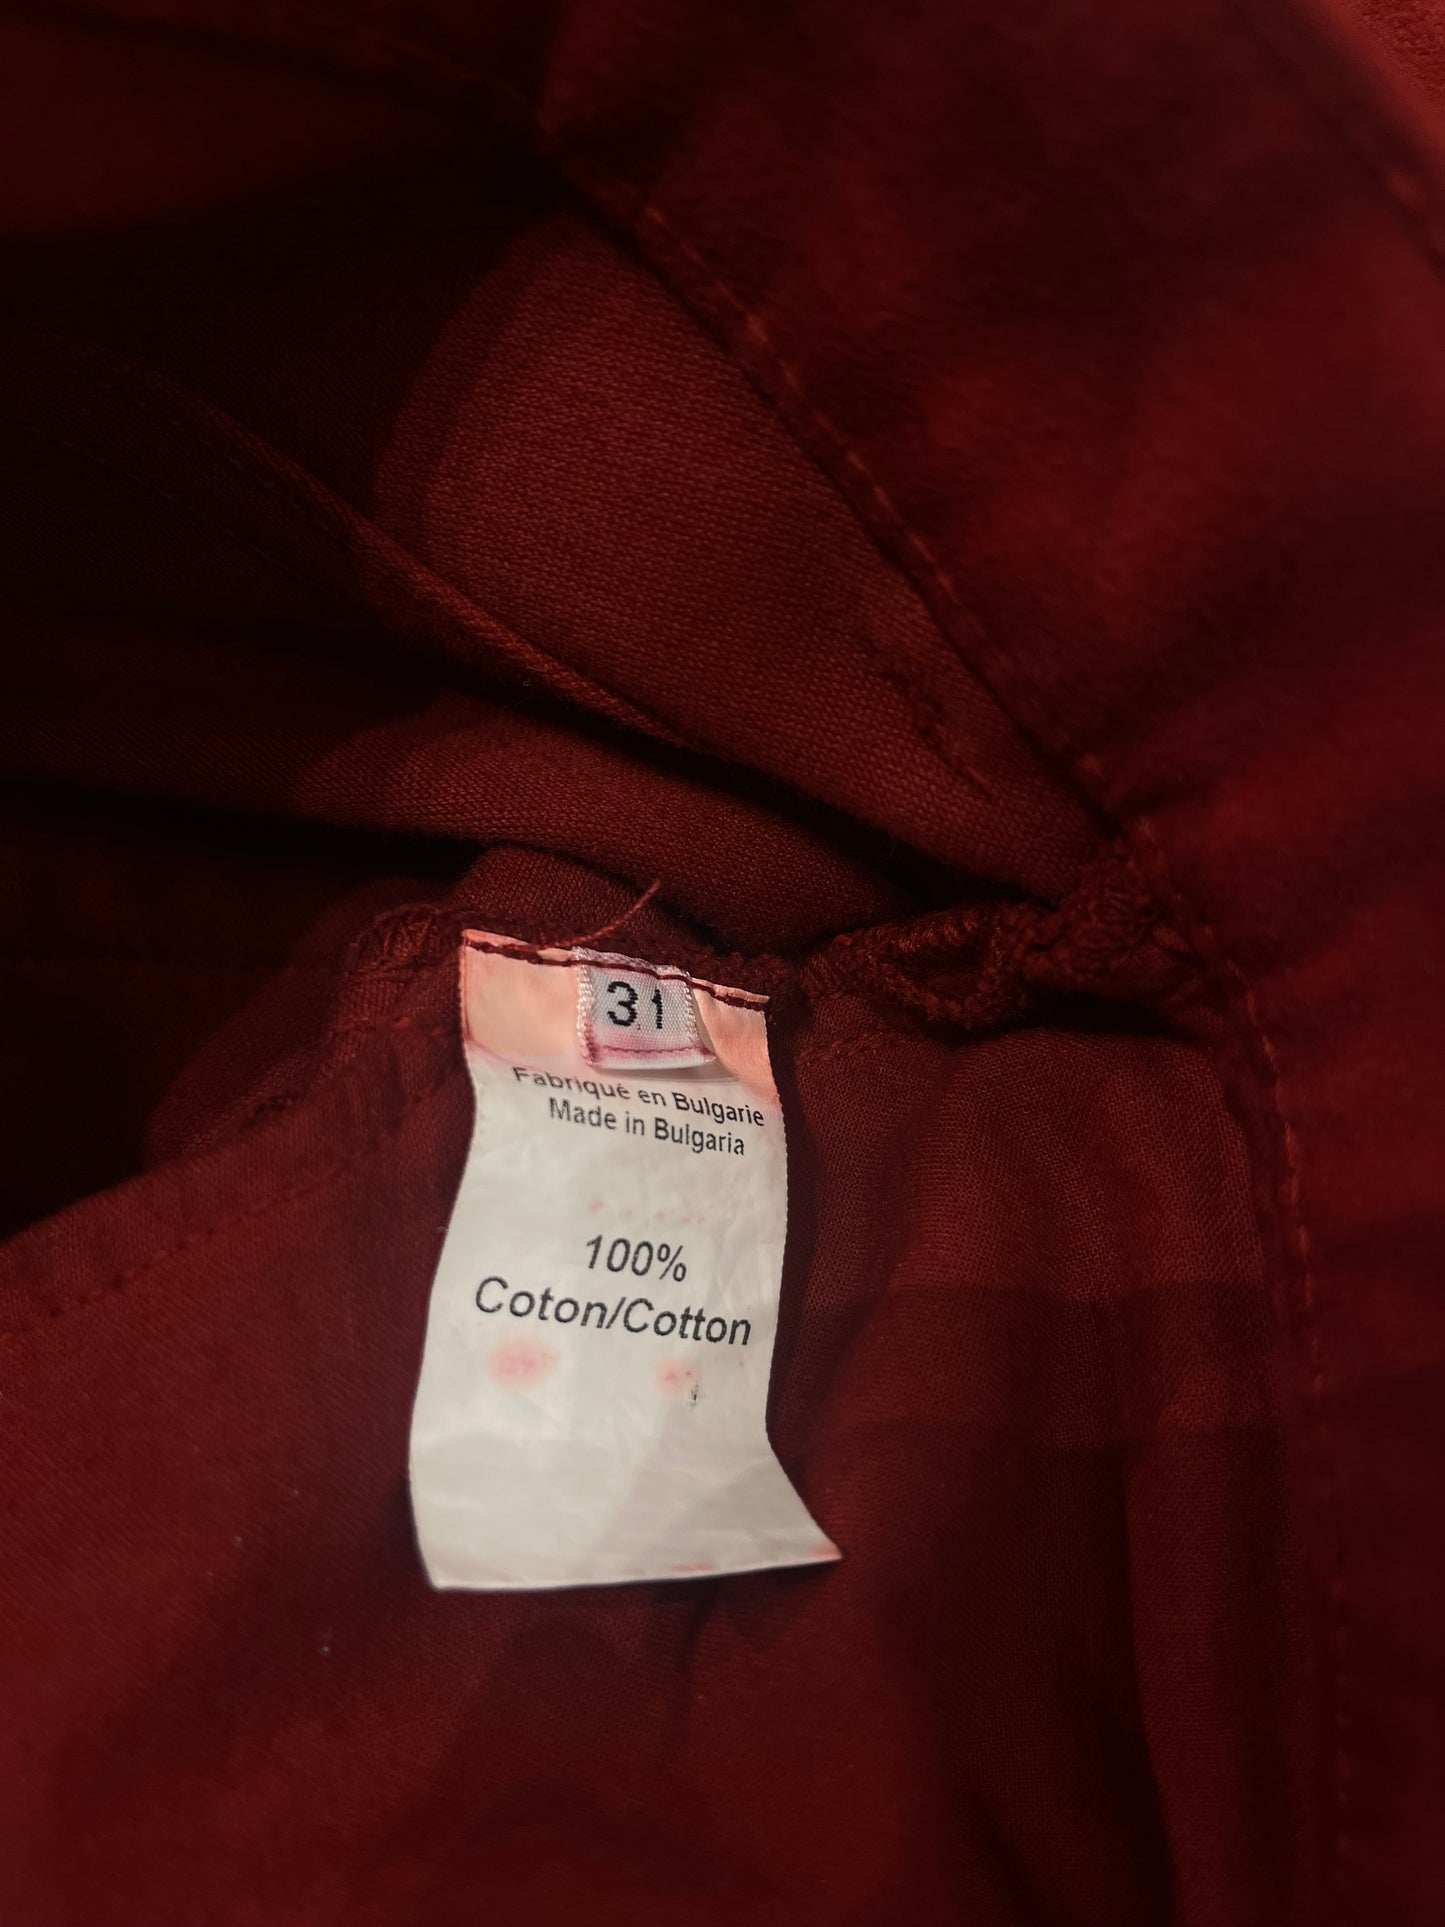 31
Fabriqué en Bulgarie
Made in Bulgaria
100%
Coton/Cotton